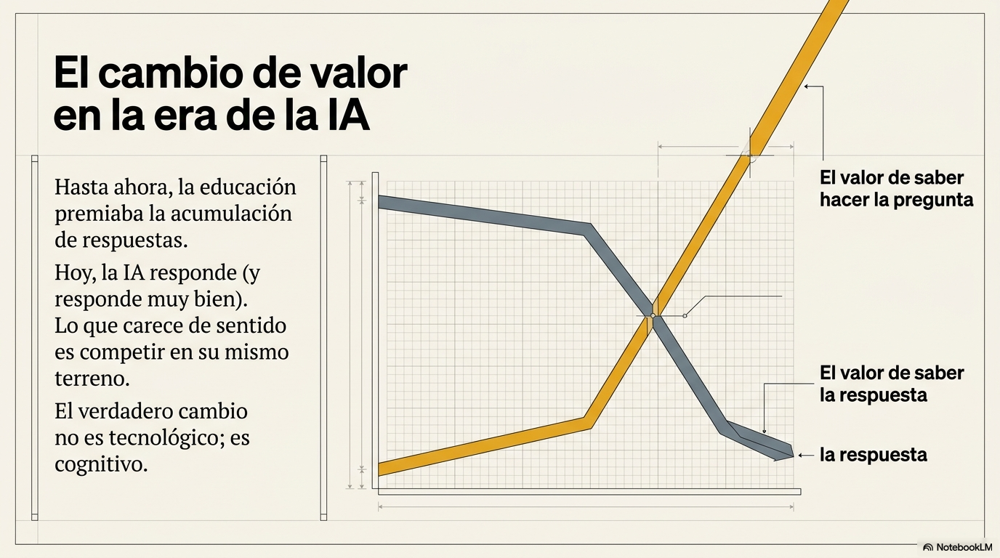 El cambio de valor
en la era de la IA
Hasta ahora, la educación
premiaba la acumulación
de respuestas.
Hoy, la IA responde (y
responde muy bien).
Lo que carece de sentido
es competir en su mismo
terreno.
El verdadero cambio
no es tecnológico; es
cognitivo.
El valor de saber
hacer la pregunta
El valor de saber
la respuesta
la respuesta
NotebookLM